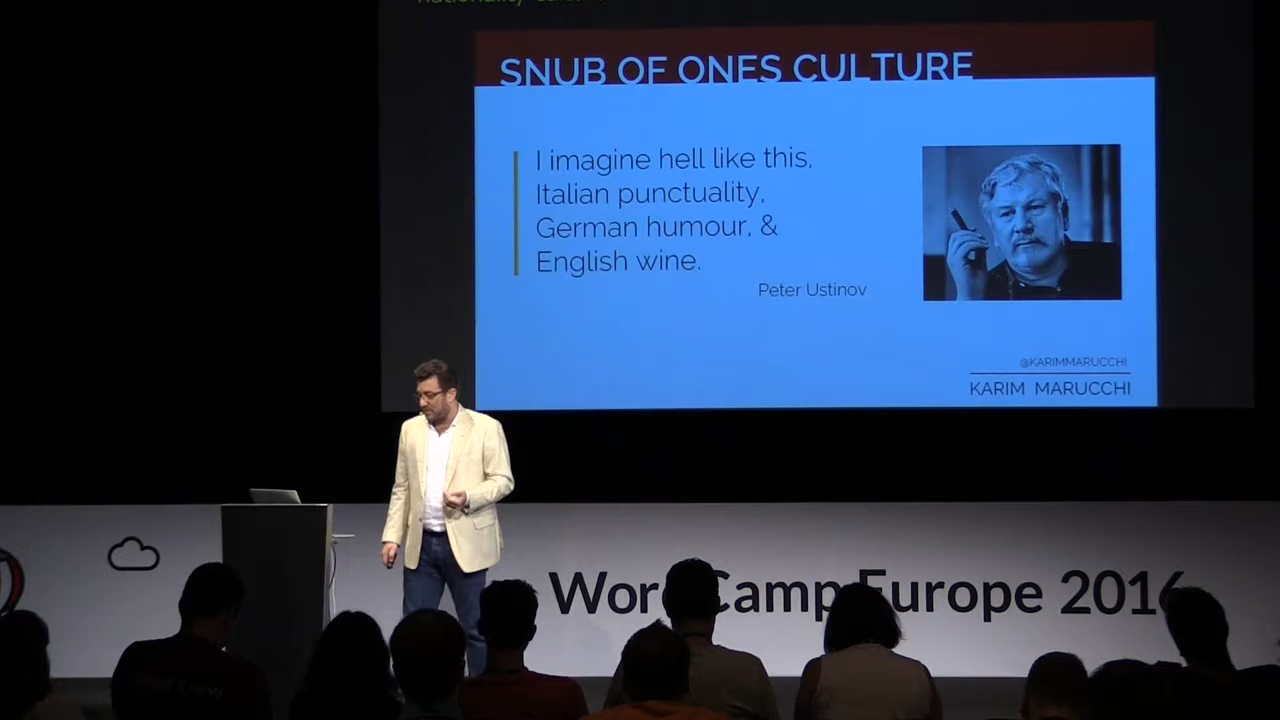 SNUB OF ONES CULTURE
I imagine hell like this,
Italian punctuality,
German humour, &
English wine.
Peter Ustinov
@KARIMMARUCCHI
KARIM MARUCCHI
WordCamp Europe 2016